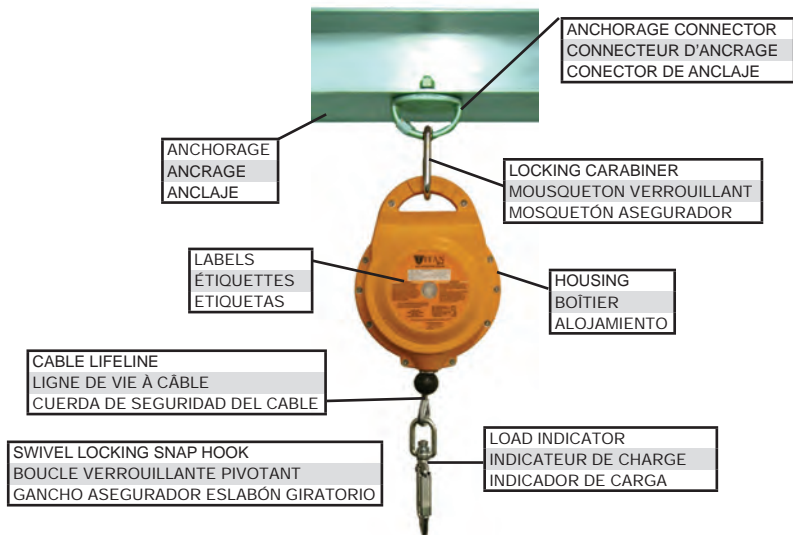 ANCHORAGE CONNECTOR
CONNECTEUR D'ANCRAGE
CONECTOR DE ANCLAJE
ANCHORAGE
ANCRAGE
ANCLAJE
LOCKING CARABINER
MOUSQUETON VERROUILLANT
MOSQUETÓN ASEGURADOR
LABELS
ÉTIQUETTES
ETIQUETAS
HOUSING
BOÎTIER
ALOJAMIENTO
CABLE LIFELINE
LIGNE DE VIE À CÂBLE
CUERDA DE SEGURIDAD DEL CABLE
SWIVEL LOCKING SNAP HOOK
BOUCLE VERROUILLANTE PIVOTANT
GANCHO ASEGURADOR ESLABÓN GIRATORIO
LOAD INDICATOR
INDICATEUR DE CHARGE
INDICADOR DE CARGA